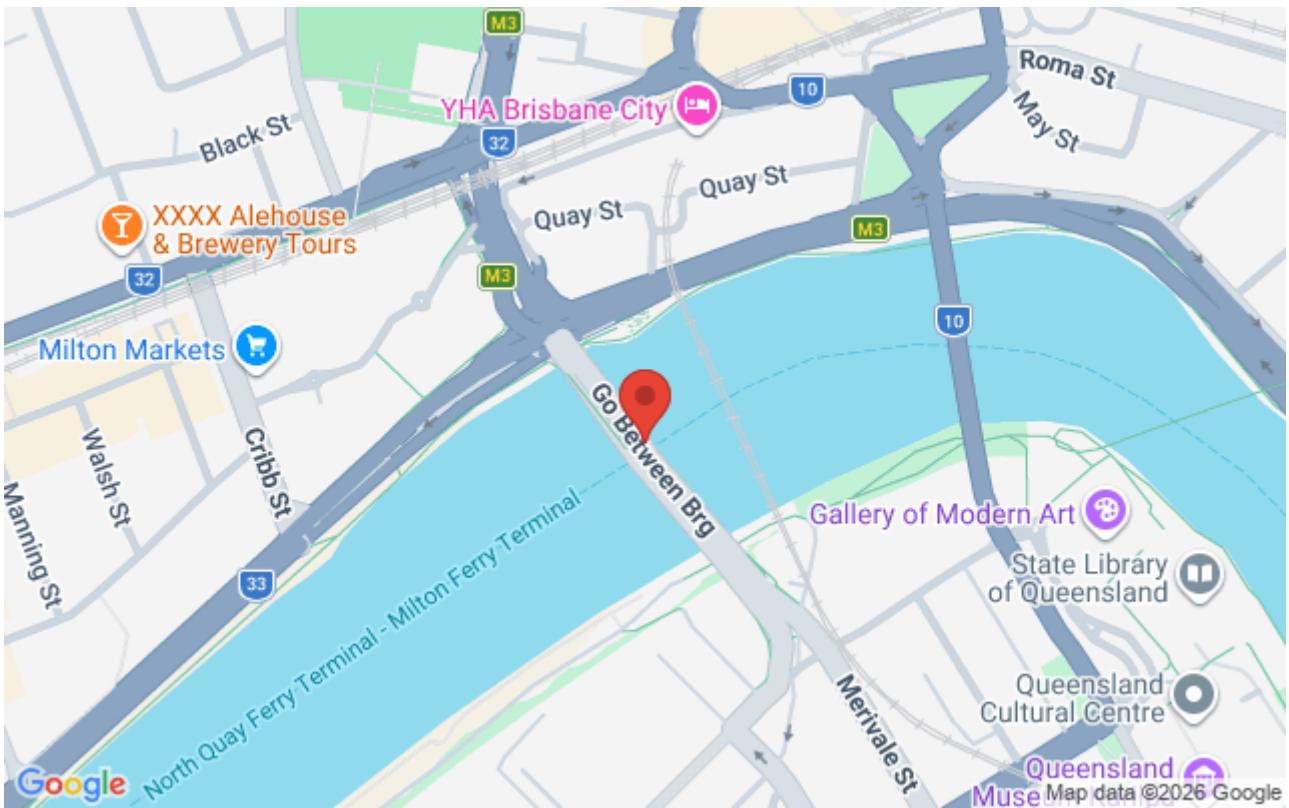 M3
Roma St
10
YHA Brisbane City
May St
Black St
32
Quay St
XXXX Alehouse
& Brewery Tours
Quay St
M3
32
M3
10
Milton Markets
Go Between Brg
Cribb St
Walsh St
Manning St
Gallery of Modern Art
State Library
of Queensland
33
North Quay Ferry Terminal - Milton Ferry Terminal
Merivale St
Queensland
Cultural Centre
Queensland
Google
Map data ©2026 Google